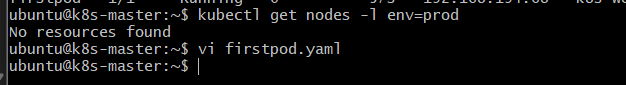 ubuntu@k8s-master:~$ kubectl get nodes -l env=prod
No resources found
ubuntu@k8s-master:~$ vi firstpod.yaml
ubuntu@k8s-master:~$